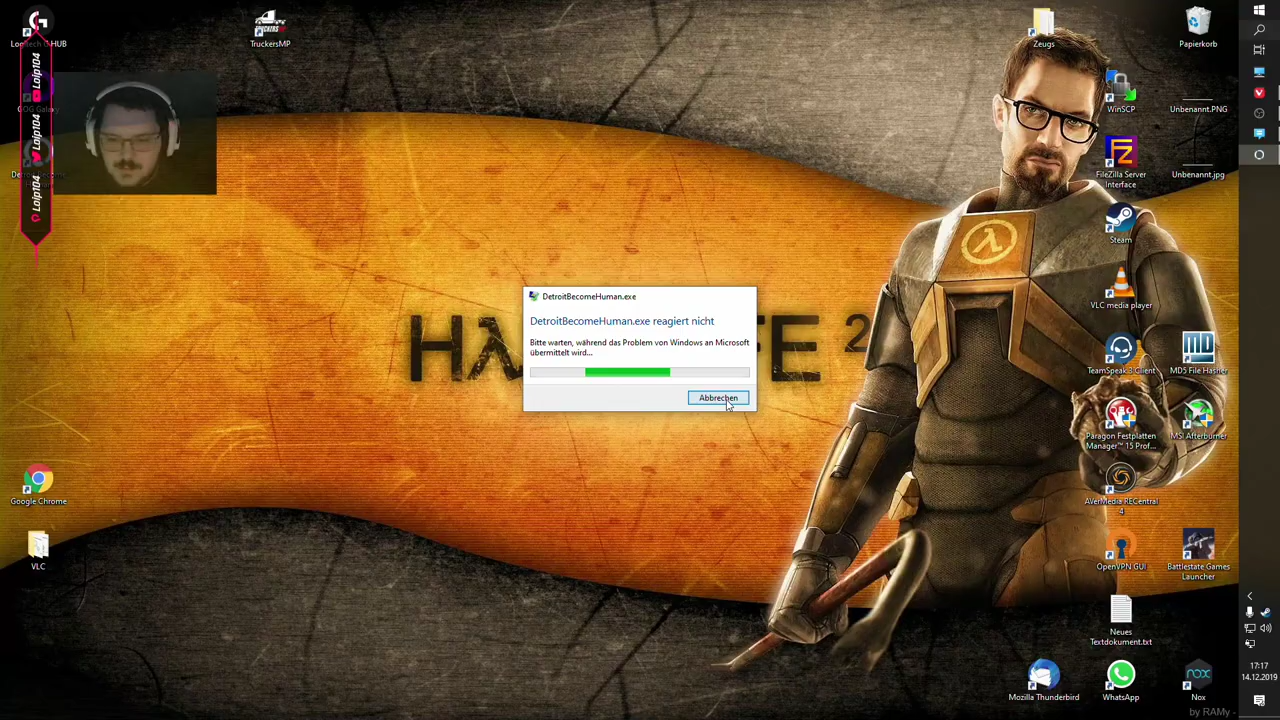 Logitech G HUB
TruckersMP
Zeugs
Papierkorb
Loip104
Loip104
Loip104
WinSCP
Unbenannt.PNG
FileZilla Server
Interface
Unbenannt.jpg
Steam
DetroitBecomeHuman.exe
DetroitBecomeHuman.exe reagiert nicht
Bitte warten, während das Problem von Windows an Microsoft
übermittelt wird...
Abbrechen
VLC media player
TeamSpeak 3 Client
MD5 File Hasher
Paragon Festplatten
Manager™ 15 Prof...
MSI Afterburner
Google Chrome
AVerMedia RECentral
4
VLC
OpenVPN GUI
Battlestate Games
Launcher
Neues
Textdokument.txt
Mozilla Thunderbird
WhatsApp
Nox
17:17
14.12.2019
by RAMy -